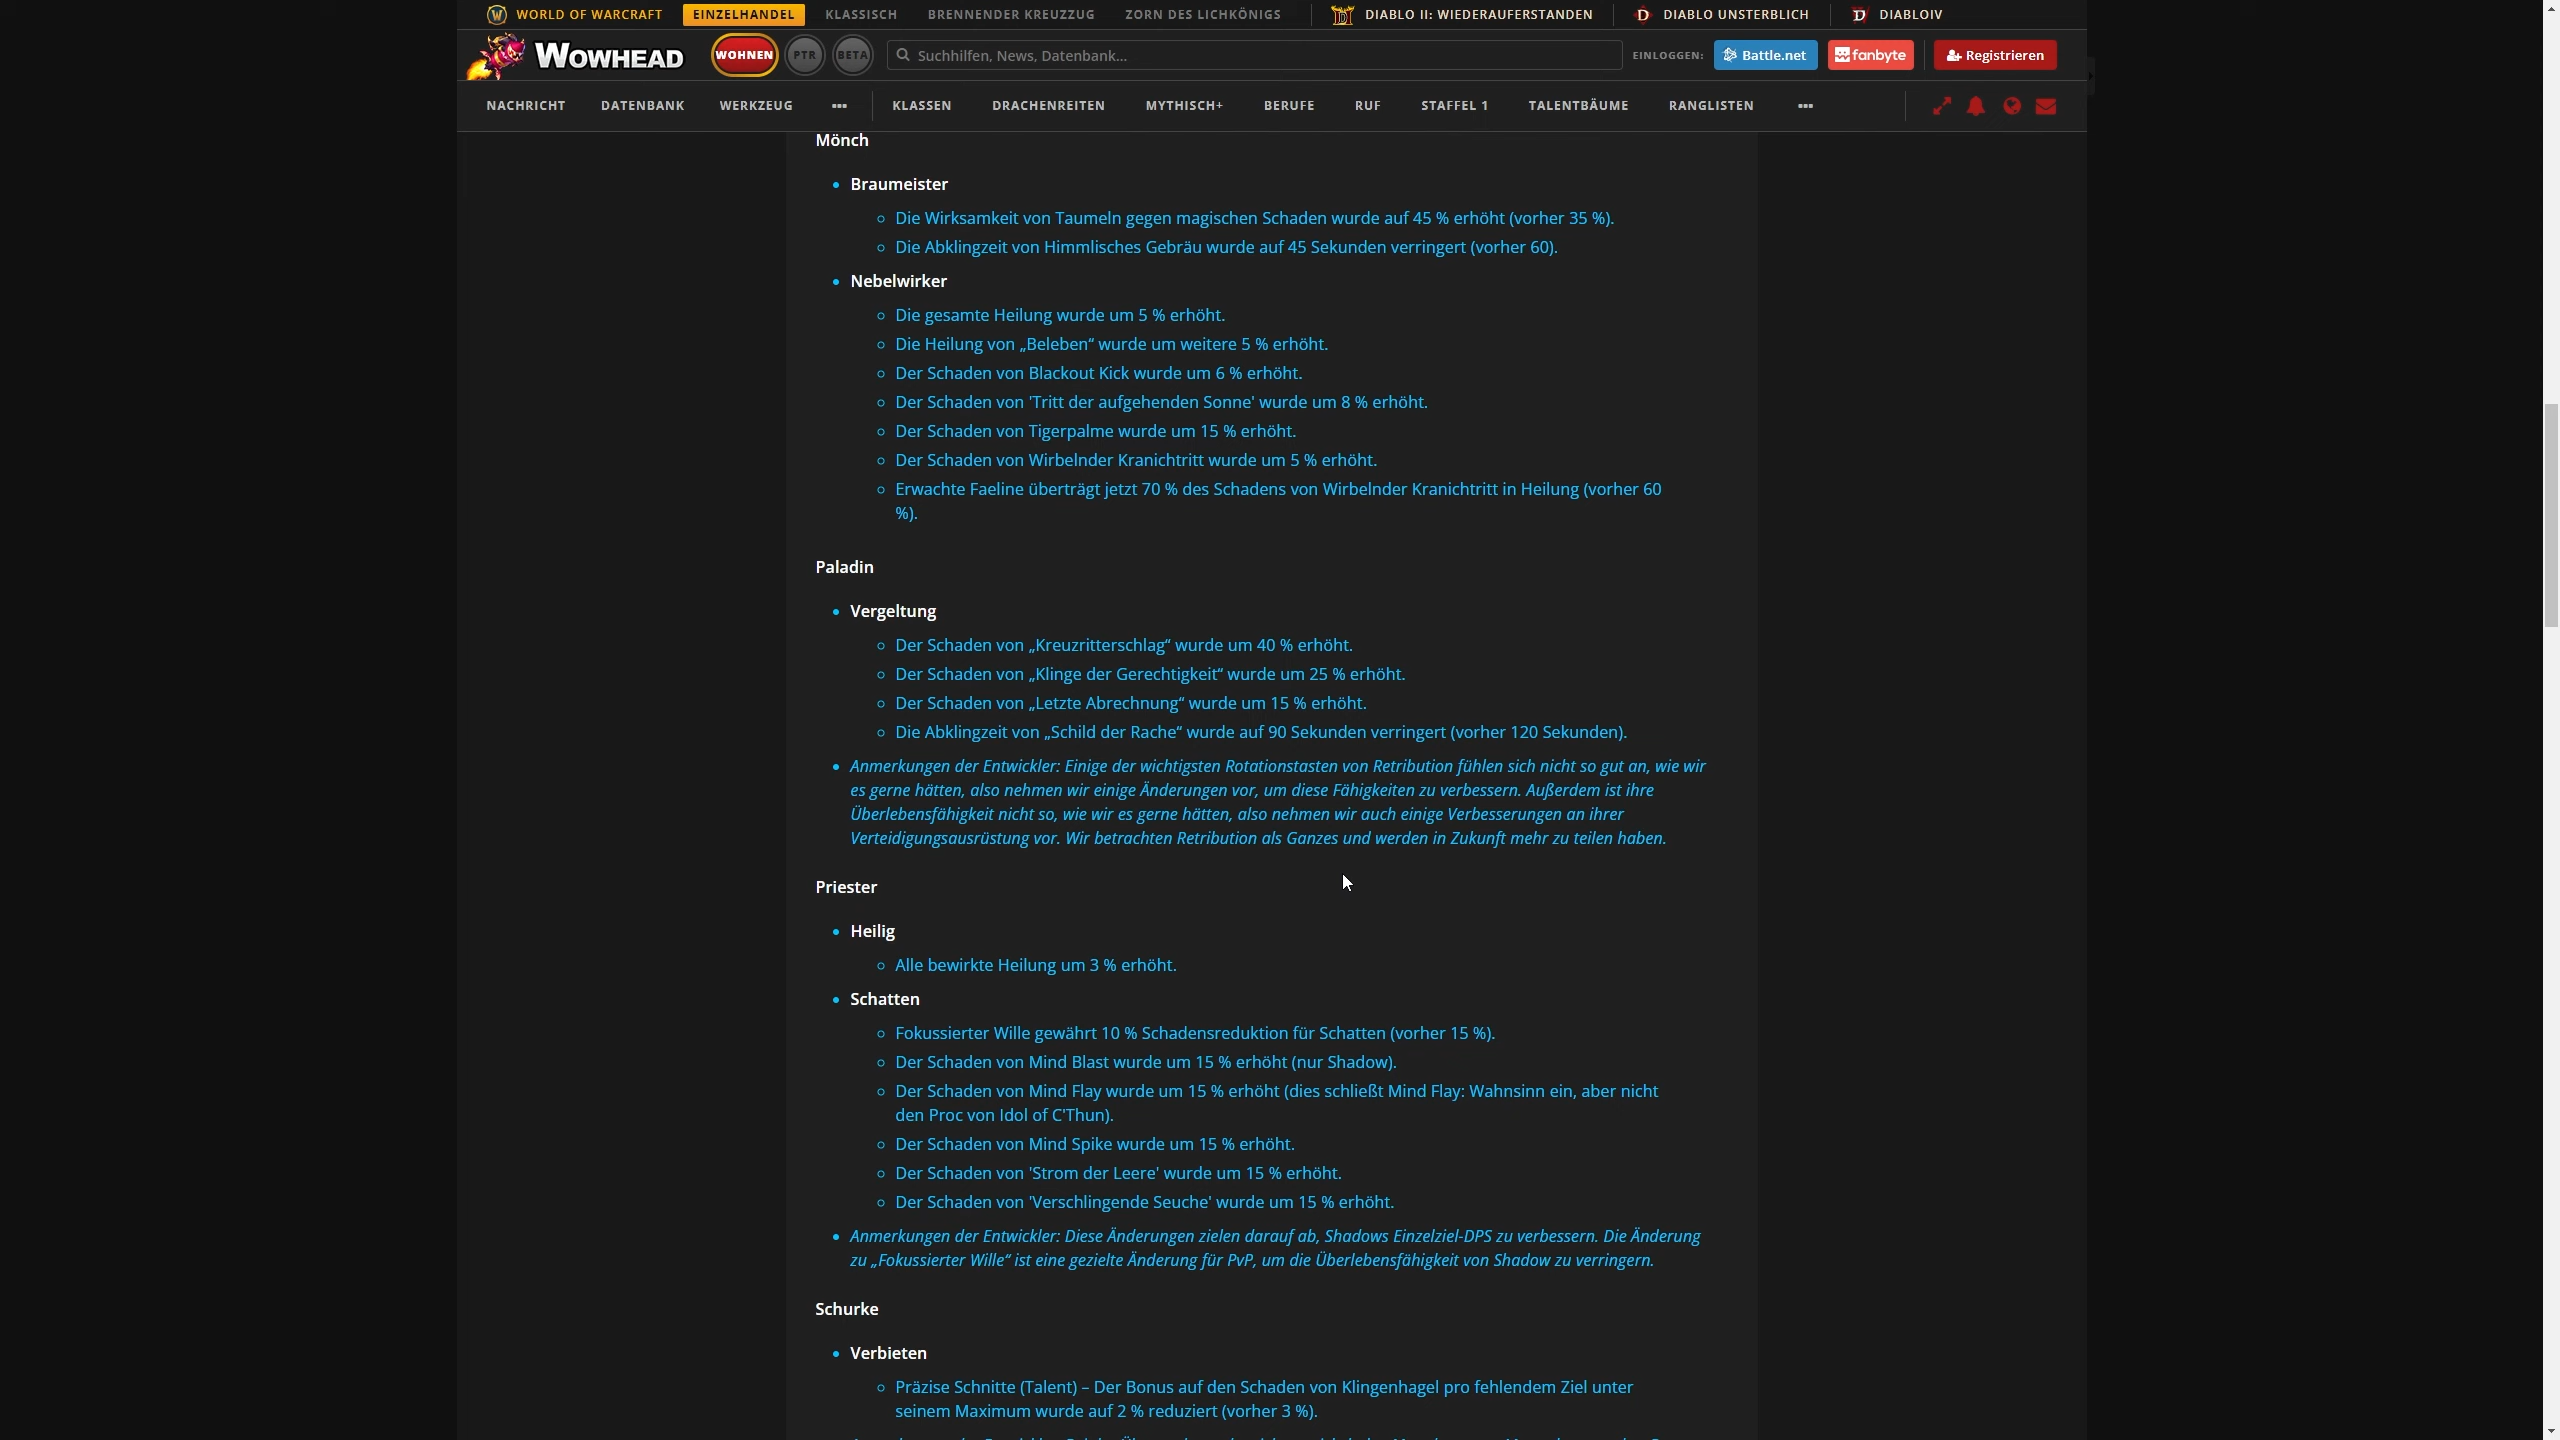 WORLD OF WARCRAFT EINZELHANDEL KLASSISCH BRENNENDER KREUZZUG ZORN DES LICHKÖNIGS DIABLO II: WIEDERAUFERSTANDEN DIABLO UNSTERBLICH DIABLOIV
WOWHEAD WOHNEN PTR BETA Suchhilfen, News, Datenbank... EINLOGGEN: Battle.net fanbyte Registrieren
NACHRICHT DATENBANK WERKZEUG ••• KLASSEN DRACHENREITEN MYTHISCH+ BERUFE RUF STAFFEL 1 TALENTBÄUME RANGLISTEN •••
Mönch
Braumeister
Die Wirksamkeit von Taumeln gegen magischen Schaden wurde auf 45 % erhöht (vorher 35 %).
Die Abklingzeit von Himmlisches Gebräu wurde auf 45 Sekunden verringert (vorher 60).
Nebelwirker
Die gesamte Heilung wurde um 5 % erhöht.
Die Heilung von „Beleben“ wurde um weitere 5 % erhöht.
Der Schaden von Blackout Kick wurde um 6 % erhöht.
Der Schaden von 'Tritt der aufgehenden Sonne' wurde um 8 % erhöht.
Der Schaden von Tigerpalme wurde um 15 % erhöht.
Der Schaden von Wirbelnder Kranichtritt wurde um 5 % erhöht.
Erwachte Faeline überträgt jetzt 70 % des Schadens von Wirbelnder Kranichtritt in Heilung (vorher 60
%).
Paladin
Vergeltung
Der Schaden von „Kreuzritterschlag“ wurde um 40 % erhöht.
Der Schaden von „Klinge der Gerechtigkeit“ wurde um 25 % erhöht.
Der Schaden von „Letzte Abrechnung“ wurde um 15 % erhöht.
Die Abklingzeit von „Schild der Rache“ wurde auf 90 Sekunden verringert (vorher 120 Sekunden).
Anmerkungen der Entwickler: Einige der wichtigsten Rotationstasten von Retribution fühlen sich nicht so gut an, wie wir
es gerne hätten, also nehmen wir einige Änderungen vor, um diese Fähigkeiten zu verbessern. Außerdem ist ihre
Überlebensfähigkeit nicht so, wie wir es gerne hätten, also nehmen wir auch einige Verbesserungen an ihrer
Verteidigungsausrüstung vor. Wir betrachten Retribution als Ganzes und werden in Zukunft mehr zu teilen haben.
Priester
Heilig
Alle bewirkte Heilung um 3 % erhöht.
Schatten
Fokussierter Wille gewährt 10 % Schadensreduktion für Schatten (vorher 15 %).
Der Schaden von Mind Blast wurde um 15 % erhöht (nur Shadow).
Der Schaden von Mind Flay wurde um 15 % erhöht (dies schließt Mind Flay: Wahnsinn ein, aber nicht
den Proc von Idol of C'Thun).
Der Schaden von Mind Spike wurde um 15 % erhöht.
Der Schaden von 'Strom der Leere' wurde um 15 % erhöht.
Der Schaden von 'Verschlingende Seuche' wurde um 15 % erhöht.
Anmerkungen der Entwickler: Diese Änderungen zielen darauf ab, Shadows Einzelziel-DPS zu verbessern. Die Änderung
zu „Fokussierter Wille“ ist eine gezielte Änderung für PvP, um die Überlebensfähigkeit von Shadow zu verringern.
Schurke
Verbieten
Präzise Schnitte (Talent) – Der Bonus auf den Schaden von Klingenhagel pro fehlendem Ziel unter
seinem Maximum wurde auf 2 % reduziert (vorher 3 %).